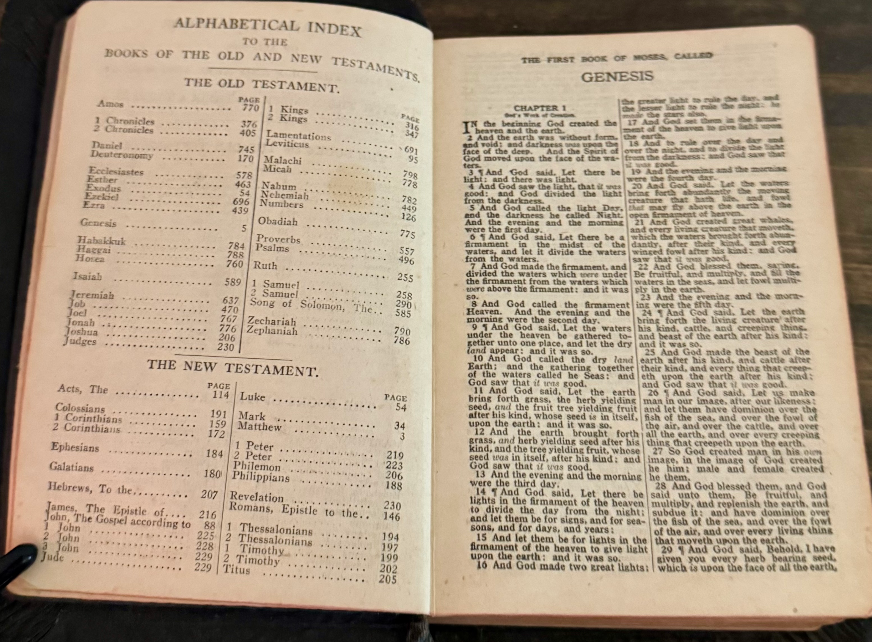 ALPHABETICAL INDEX
TO THE
BOOKS OF THE OLD AND NEW TESTAMENTS.
THE OLD TESTAMENT.
PAGE
Amos ................ 770
1 Chronicles ........ 376
2 Chronicles ........ 405
Daniel .............. 745
Deuteronomy ......... 170
Ecclesiastes ........ 578
Esther .............. 463
Exodus .............. 54
Ezekiel ............. 696
Ezra ................ 439
Genesis ............. 5
Habakkuk ............ 784
Haggai .............. 788
Hosea ............... 760
Isaiah .............. 589
Jeremiah ............ 637
Job ................. 470
Joel ................ 767
Jonah ............... 776
Joshua .............. 206
Judges .............. 230
PAGE
1 Kings ............. 316
2 Kings ............. 347
Lamentations ........ 691
Leviticus ........... 95
Malachi ............. 798
Micah ............... 778
Nahum ............... 782
Nehemiah ............ 449
Numbers ............. 126
Obadiah ............. 775
Proverbs ............ 557
Psalms .............. 496
Ruth ................ 255
1 Samuel ............ 258
2 Samuel ............ 290
Song of Solomon, The.. 585
Zechariah ........... 790
Zephaniah ........... 786
THE NEW TESTAMENT.
PAGE
Acts, The ........... 114
Colossians .......... 191
1 Corinthians ....... 159
2 Corinthians ....... 172
Ephesians ........... 184
Galatians ........... 180
Hebrews, To the...... 207
James, The Epistle of. 216
John, The Gospel according to 88
1 John .............. 225
2 John .............. 228
3 John .............. 229
Jude ................ 229
PAGE
Luke ................ 54
Mark ................ 34
Matthew ............. 3
1 Peter ............. 219
2 Peter ............. 223
Philemon ............ 206
Philippians ......... 188
Revelation .......... 230
Romans, Epistle to the... 146
1 Thessalonians ..... 194
2 Thessalonians ..... 197
1 Timothy ........... 199
2 Timothy ........... 202
Titus ............... 205
THE FIRST BOOK OF MOSES, CALLED
GENESIS
CHAPTER 1
God's Work of Creation.
IN the beginning God created the
heaven and the earth.
2 And the earth was without form,
and void; and darkness was upon the
face of the deep. And the Spirit of
God moved upon the face of the wa-
ters.
3 ¶ And God said, Let there be
light: and there was light.
4 And God saw the light, that it was
good: and God divided the light
from the darkness.
5 And God called the light Day,
and the darkness he called Night.
And the evening and the morning
were the first day.
6 ¶ And God said, Let there be a
firmament in the midst of the
waters, and let it divide the waters
from the waters.
7 And God made the firmament, and
divided the waters which were under
the firmament from the waters which
were above the firmament: and it was
so.
8 And God called the firmament
Heaven. And the evening and the
morning were the second day.
9 ¶ And God said, Let the waters
under the heaven be gathered to-
gether unto one place, and let the dry
land appear: and it was so.
10 And God called the dry land
Earth; and the gathering together
of the waters called he Seas: and
God saw that it was good.
11 And God said, Let the earth
bring forth grass, the herb yielding
seed, and the fruit tree yielding fruit
after his kind, whose seed is in itself,
upon the earth: and it was so.
12 And the earth brought forth
grass, and herb yielding seed after his
kind, and the tree yielding fruit, whose
seed was in itself, after his kind: and
God saw that it was good.
13 And the evening and the morning
were the third day.
14 ¶ And God said, Let there be
lights in the firmament of the heaven
to divide the day from the night;
and let them be for signs, and for sea-
sons, and for days, and years:
15 And let them be for lights in the
firmament of the heaven to give light
upon the earth: and it was so.
16 And God made two great lights;
the greater light to rule the day, and
the lesser light to rule the night: he
made the stars also.
17 And God set them in the firma-
ment of the heaven to give light upon
the earth,
18 And to rule over the day and
over the night, and to divide the light
from the darkness: and God saw that
it was good.
19 And the evening and the morning
were the fourth day.
20 And God said, Let the waters
bring forth abundantly the moving
creature that hath life, and fowl
that may fly above the earth in the
open firmament of heaven.
21 And God created great whales,
and every living creature that moveth,
which the waters brought forth abun-
dantly, after their kind, and every
winged fowl after his kind: and God
saw that it was good.
22 And God blessed them, saying,
Be fruitful, and multiply, and fill the
waters in the seas, and let fowl multi-
ply in the earth.
23 And the evening and the morn-
ing were the fifth day.
24 ¶ And God said, Let the earth
bring forth the living creature after
his kind, cattle, and creeping thing,
and beast of the earth after his kind:
and it was so.
25 And God made the beast of the
earth after his kind, and cattle after
their kind, and every thing that creep-
eth upon the earth after his kind:
and God saw that it was good.
26 ¶ And God said, Let us make
man in our image, after our likeness:
and let them have dominion over the
fish of the sea, and over the fowl of
the air, and over the cattle, and over
all the earth, and over every creeping
thing that creepeth upon the earth.
27 So God created man in his own
image, in the image of God created
he him; male and female created
he them.
28 And God blessed them, and God
said unto them, Be fruitful, and
multiply, and replenish the earth, and
subdue it: and have dominion over
the fish of the sea, and over the fowl
of the air, and over every living thing
that moveth upon the earth.
29 ¶ And God said, Behold, I have
given you every herb bearing seed,
which is upon the face of all the earth,